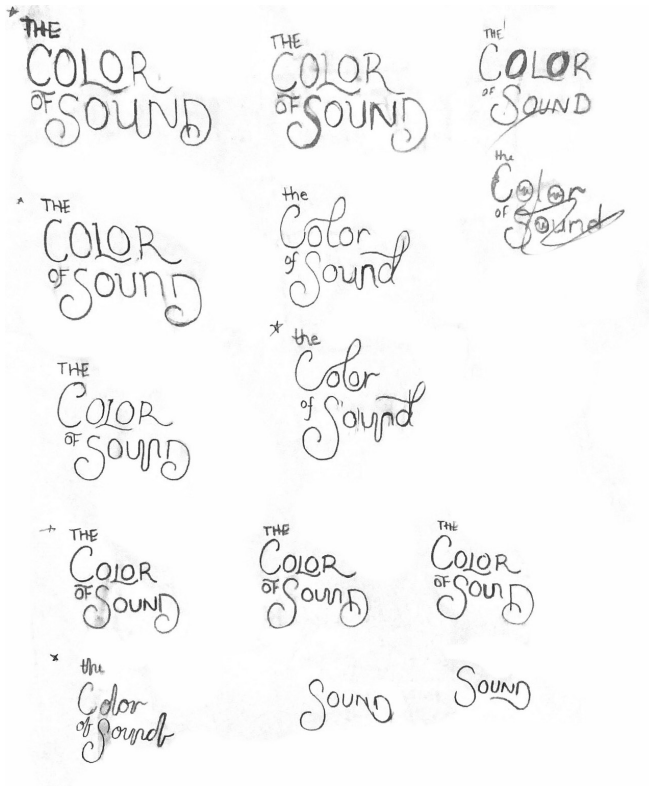 THE
COLOR
OF SOUND
THE
COLOR
OF SOUND
THE
COLOR
OF SOUND
the
Color
of Sound
THE
COLOR
OF SOUnD
the
Color
of Sound
THE
COLOR
OF SOUnD
the
Color
of Sound
THE
COLOR
OF SOUND
THE
COLOR
OF SOUnD
THE
COLOR
OF SOUnD
the
Color
of Sound
SOUND
SOUND